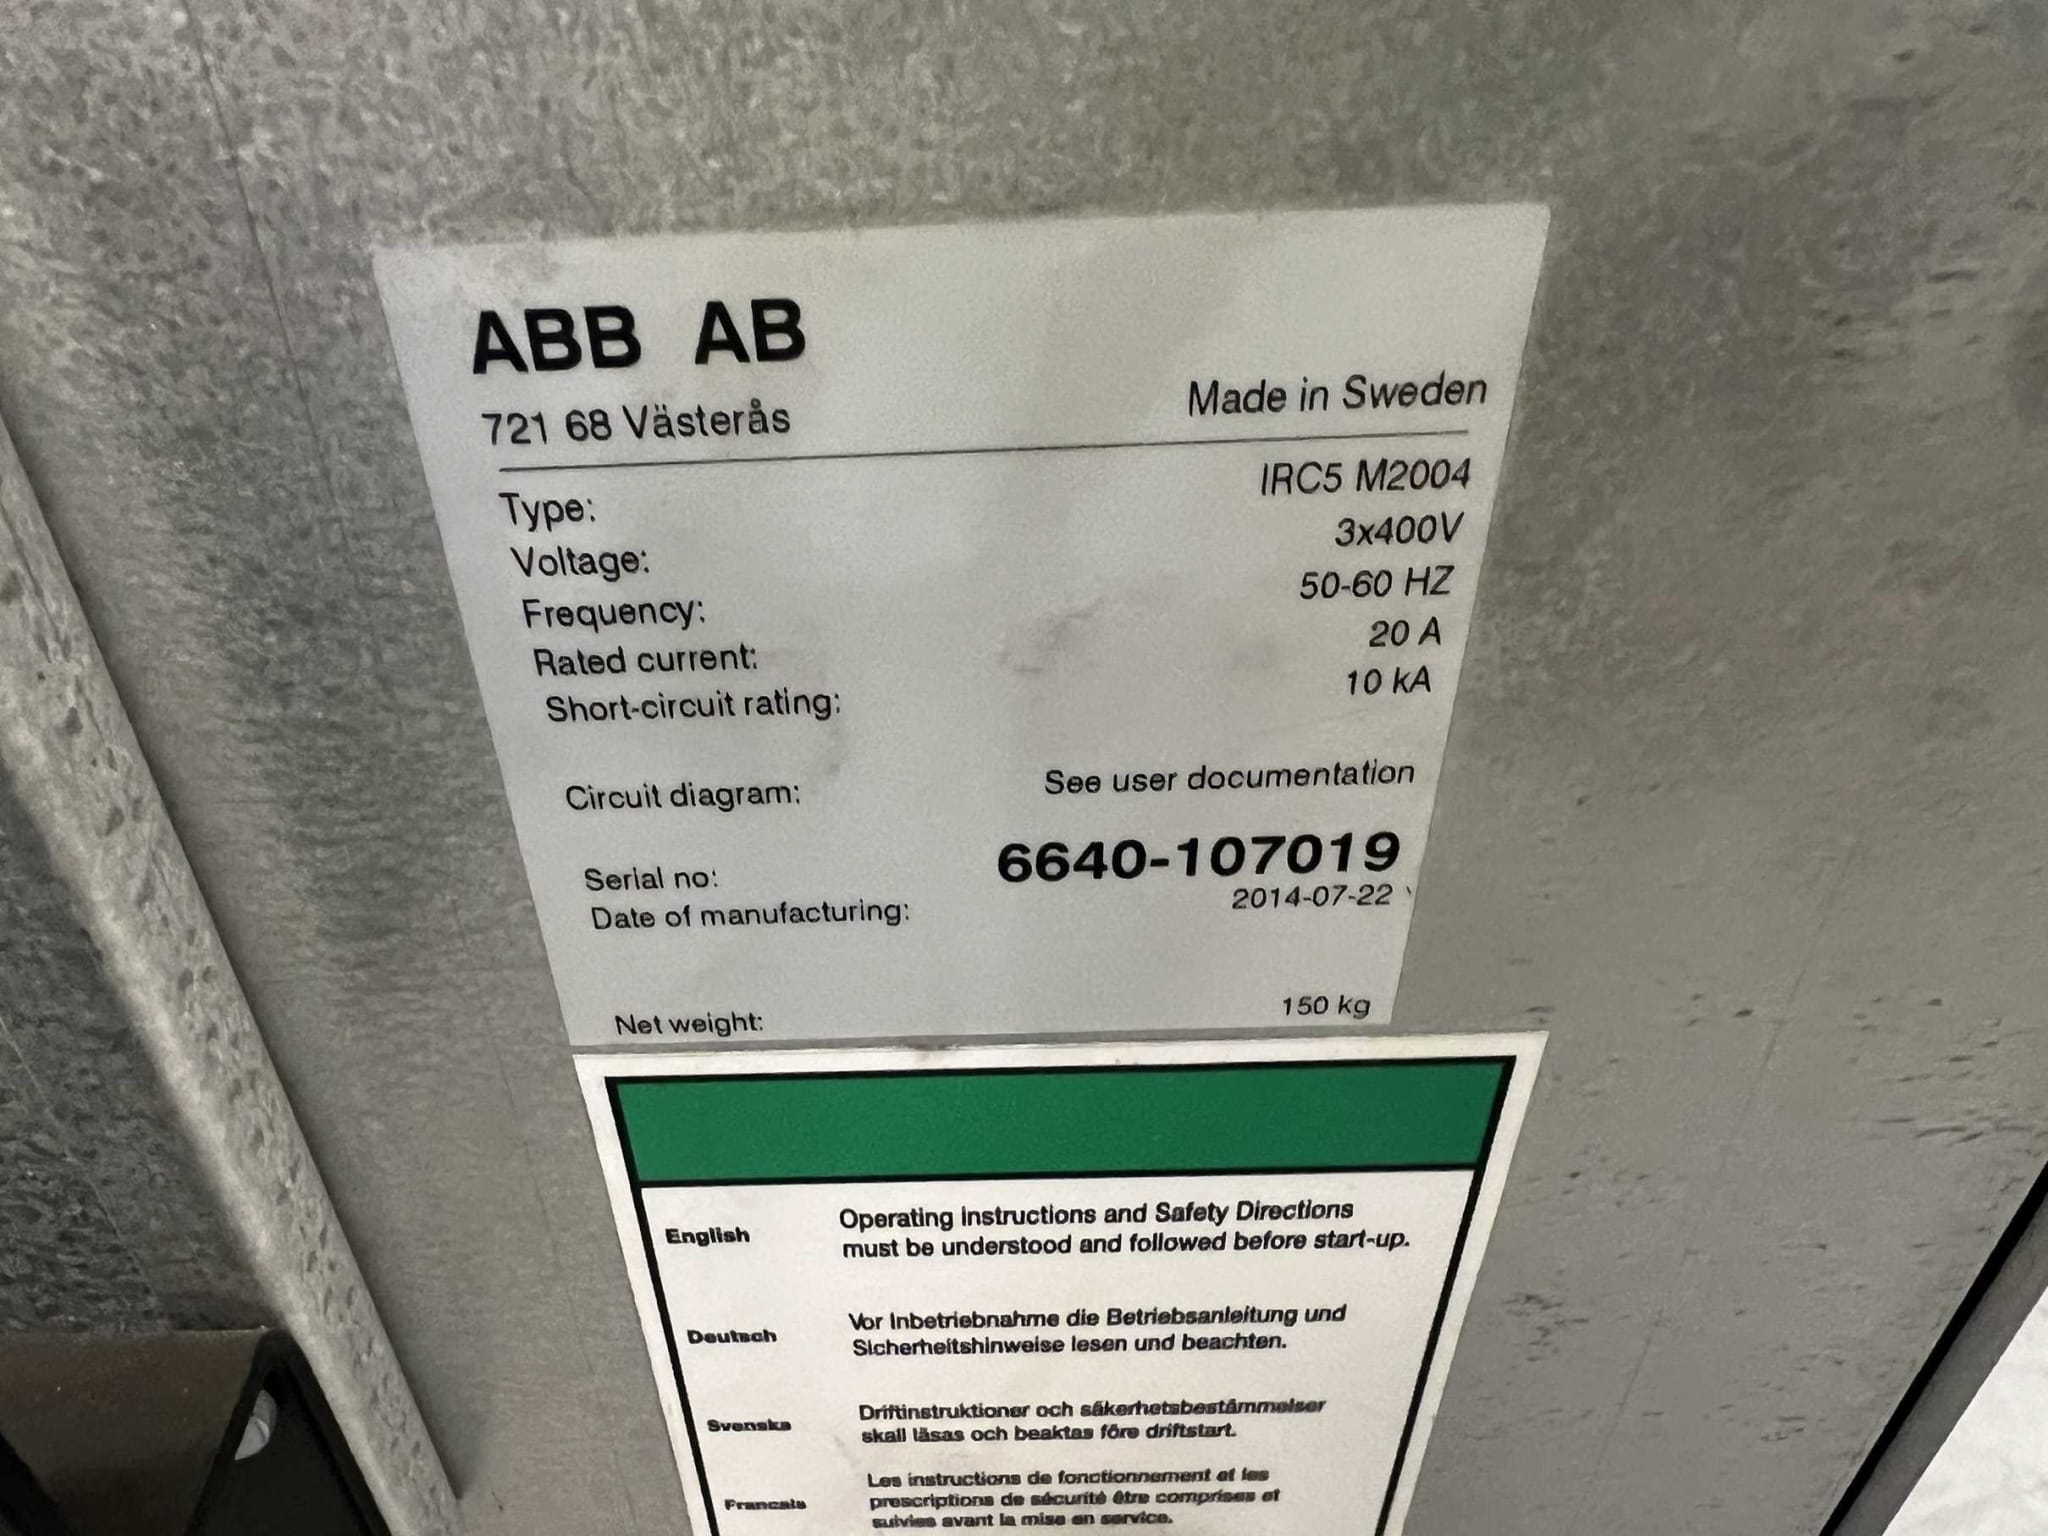 ABB AB
721 68 Västerås
Made in Sweden
Type: IRC5 M2004
Voltage: 3x400V
Frequency: 50-60 HZ
Rated current: 20 A
Short-circuit rating: 10 kA
Circuit diagram: See user documentation
Serial no: 6640-107019
Date of manufacturing: 2014-07-22
Net weight: 150 kg
English Operating instructions and Safety Directions
must be understood and followed before start-up.
Deutsch Vor Inbetriebnahme die Betriebsanleitung und
Sicherheitshinweise lesen und beachten.
Svenska Driftinstruktioner och säkerhetsbestämmelser
skall läsas och beaktas före driftstart.
Francais Les instructions de fonctionnement et les
prescriptions de sécurité être comprises et
suivies avant la mise en service.